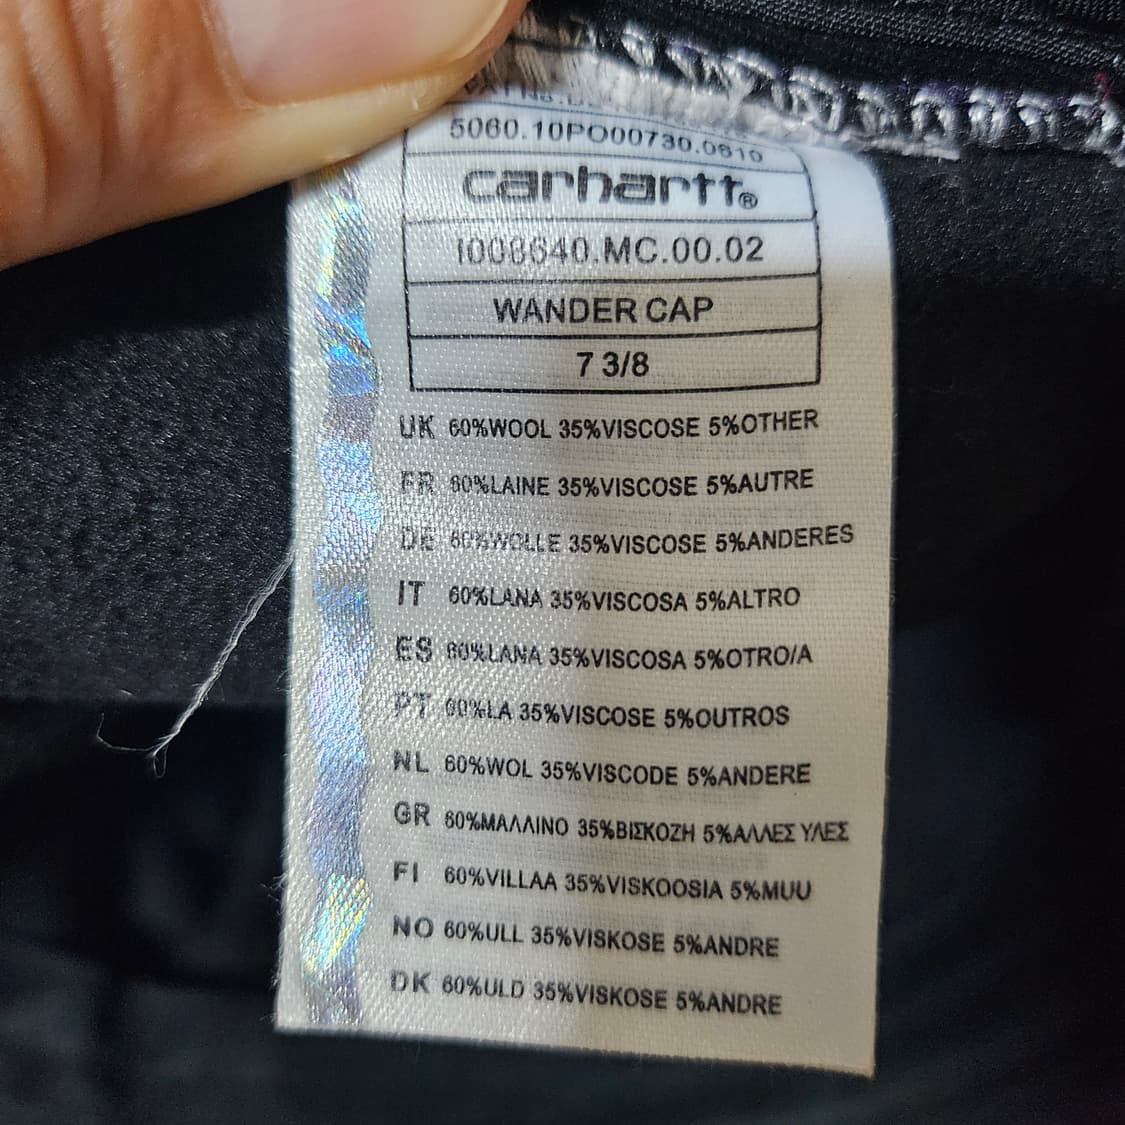 5060.10PO00730.0610
carhartt®
I008640.MC.00.02
WANDER CAP
7 3/8
UK 60%WOOL 35%VISCOSE 5%OTHER
FR 60%LAINE 35%VISCOSE 5%AUTRE
DE 60%WOLLE 35%VISCOSE 5%ANDERES
IT 60%LANA 35%VISCOSA 5%ALTRO
ES 60%LANA 35%VISCOSA 5%OTRO/A
PT 60%LA 35%VISCOSE 5%OUTROS
NL 60%WOL 35%VISCODE 5%ANDERE
GR 60%ΜΑΛΛΙΝΟ 35%ΒΙΣΚΟΖΗ 5%ΑΛΛΕΣ ΥΛΕΣ
FI 60%VILLAA 35%VISKOOSIA 5%MUU
NO 60%ULL 35%VISKOSE 5%ANDRE
DK 60%ULD 35%VISKOSE 5%ANDRE